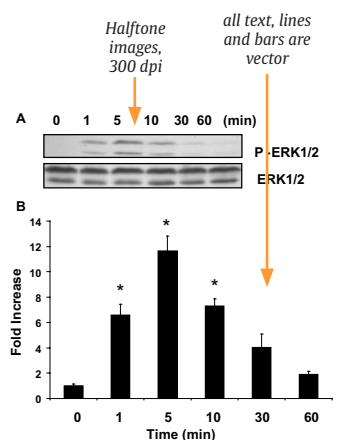 Halftone
images,
300 dpi
all text, lines
and bars are
vector
A
0 1 5 10 30 60 (min)
P-ERK1/2
ERK1/2
B
Fold Increase
14
12
10
8
6
4
2
0
* * *
0 1 5 10 30 60
Time (min)